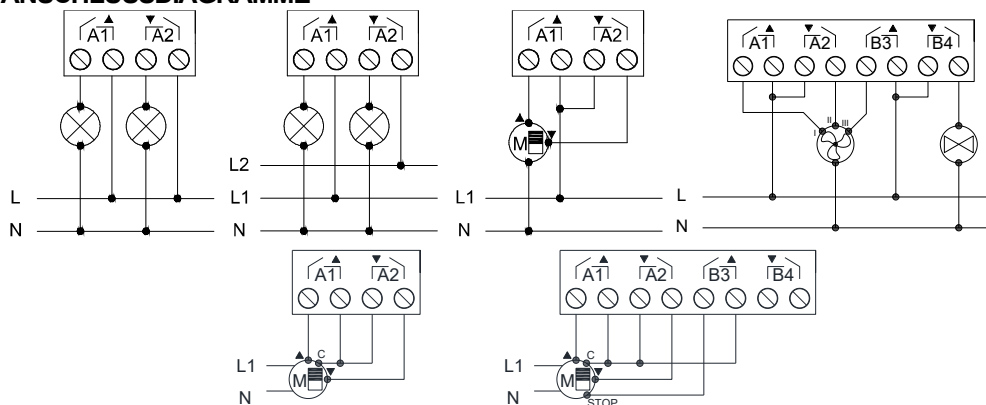 ANSCHLUSSDIAGRAMME
A1 A2
L
N
A1 A2
L2
L1
N
A1 A2
M
L1
N
A1 A2 B3 B4
I II III
L
N
A1 A2
L1
C
M
N
A1 A2 B3 B4
L1
C
M
N
STOP